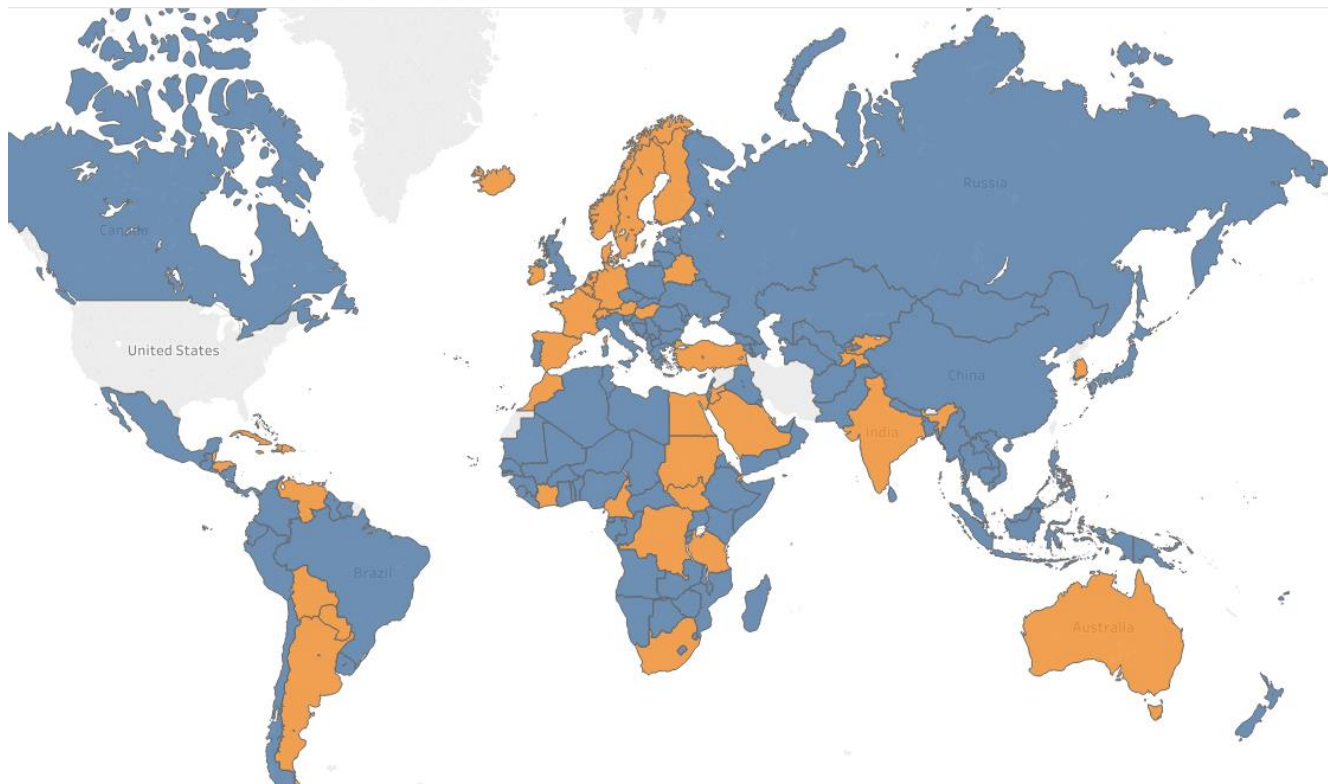 Russia
Canada
United States
China
India
Brazil
Australia